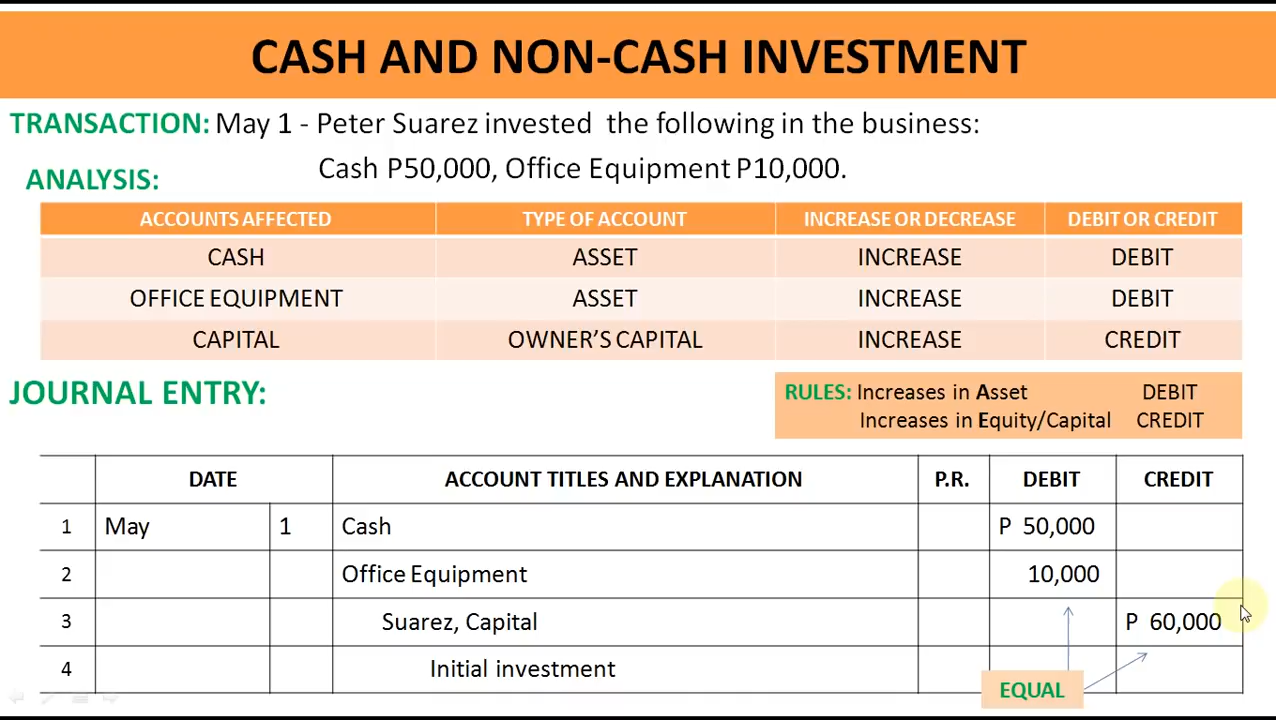 CASH AND NON-CASH INVESTMENT
TRANSACTION: May 1 - Peter Suarez invested the following in the business:
Cash P50,000, Office Equipment P10,000.
ANALYSIS:
ACCOUNTS AFFECTED TYPE OF ACCOUNT INCREASE OR DECREASE DEBIT OR CREDIT
CASH ASSET INCREASE DEBIT
OFFICE EQUIPMENT ASSET INCREASE DEBIT
CAPITAL OWNER'S CAPITAL INCREASE CREDIT
JOURNAL ENTRY:
RULES: Increases in Asset DEBIT
Increases in Equity/Capital CREDIT
DATE ACCOUNT TITLES AND EXPLANATION P.R. DEBIT CREDIT
1 May 1 Cash P 50,000
2 Office Equipment 10,000
3 Suarez, Capital P 60,000
4 Initial investment
EQUAL